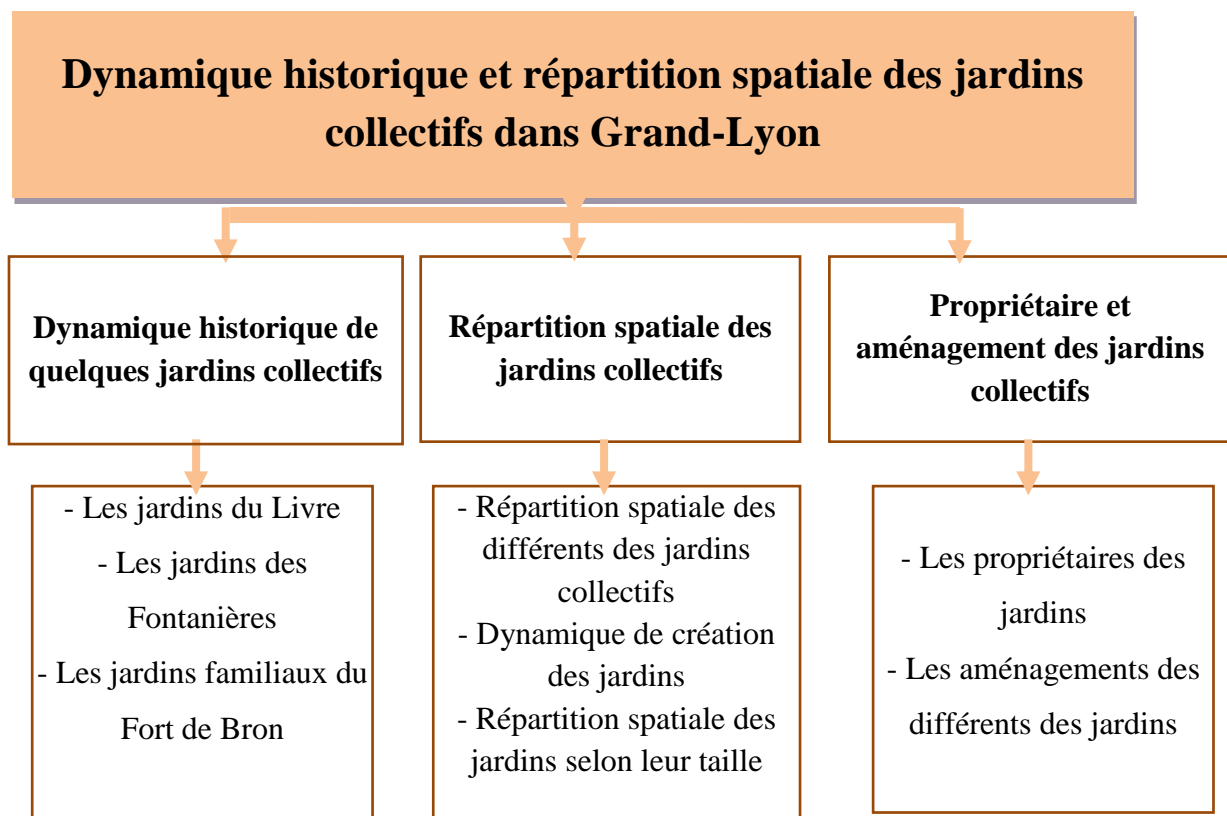 Dynamique historique et répartition spatiale des jardins
collectifs dans Grand-Lyon
Dynamique historique de
quelques jardins collectifs
Répartition spatiale des
jardins collectifs
Propriétaire et
aménagement des jardins
collectifs
- Les jardins du Livre
- Les jardins des
Fontanières
- Les jardins familiaux du
Fort de Bron
- Répartition spatiale des
différents des jardins
collectifs
- Dynamique de création
des jardins
- Répartition spatiale des
jardins selon leur taille
- Les propriétaires des
jardins
- Les aménagements des
différents des jardins